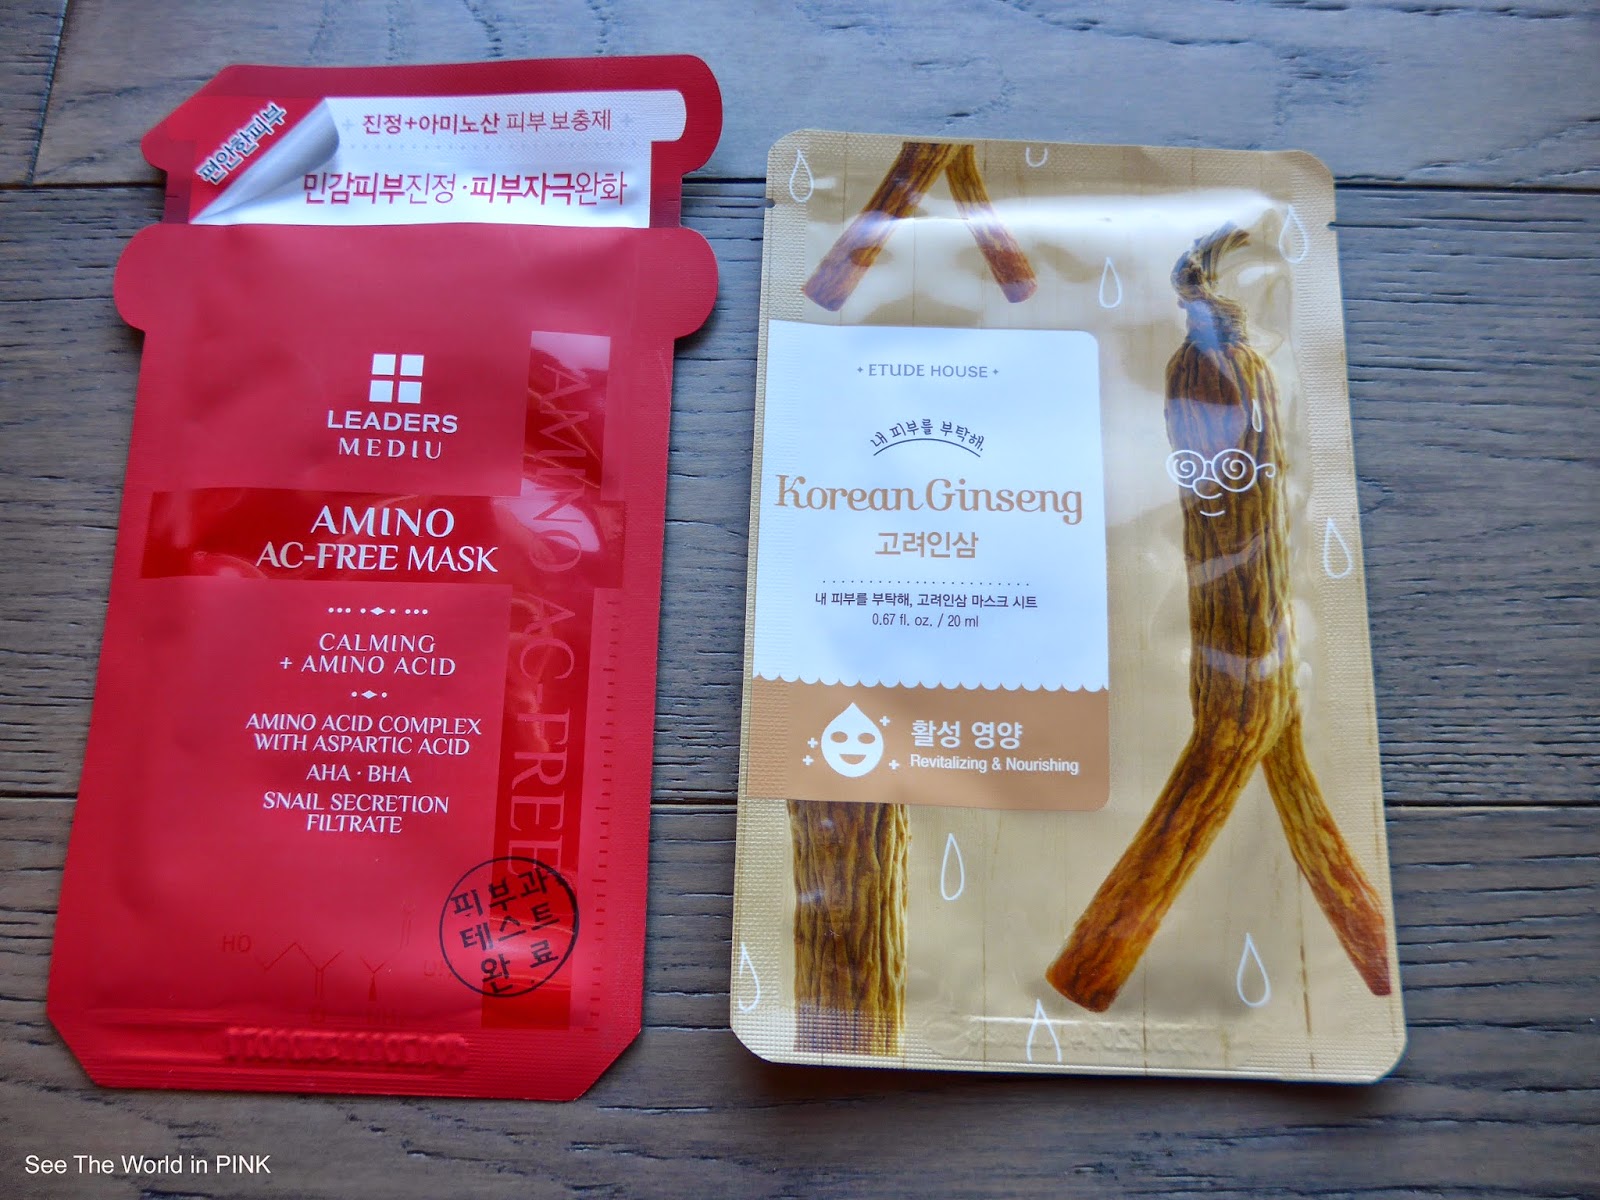 편안한피부
진정+아미노산 피부 보충제
민감피부진정·피부자극완화
LEADERS
MEDIU
AMINO
AC-FREE MASK
AMINO AC-FREE
CALMING
+ AMINO ACID
AMINO ACID COMPLEX
WITH ASPARTIC ACID
AHA · BHA
SNAIL SECRETION
FILTRATE
피부과
테스트
완료
HO
ETUDE HOUSE
내 피부를 부탁해.
Korean Ginseng
고려인삼
내 피부를 부탁해, 고려인삼 마스크 시트
0.67 fl. oz. / 20 ml
활성 영양
Revitalizing & Nourishing
See The World in PINK